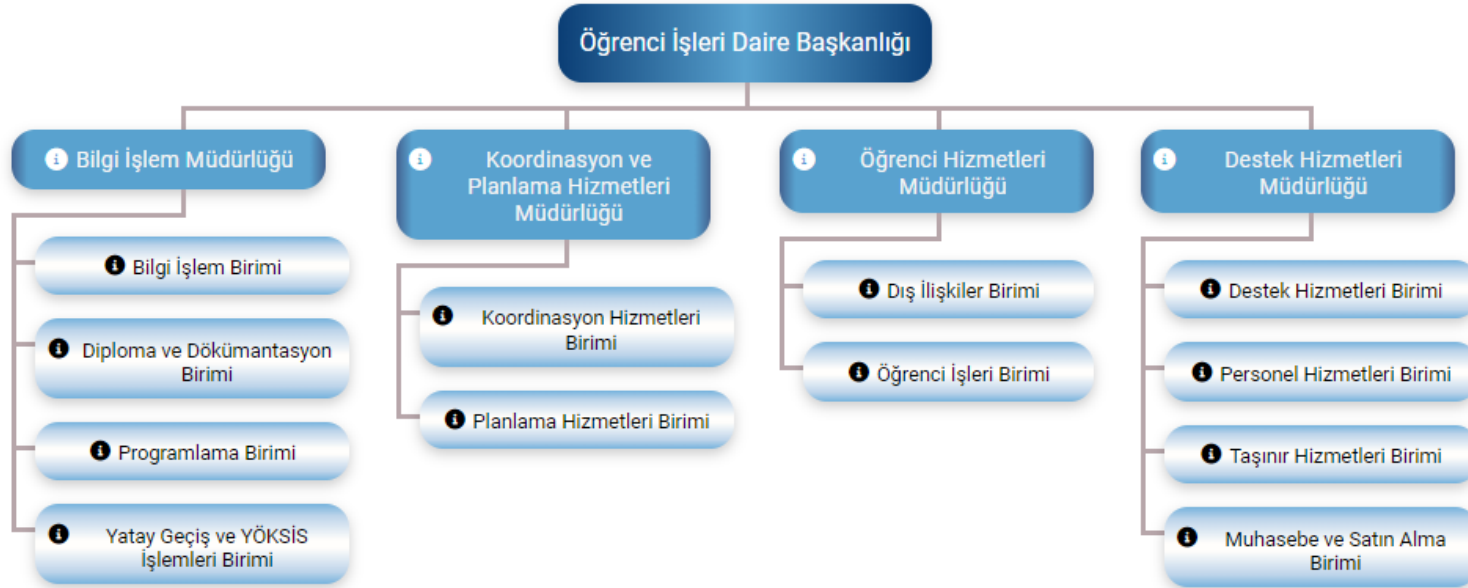 Öğrenci İşleri Daire Başkanlığı
Bilgi İşlem Müdürlüğü
Bilgi İşlem Birimi
Diploma ve Dökümantasyon
Birimi
Programlama Birimi
Yatay Geçiş ve YÖKSİS
İşlemleri Birimi
Koordinasyon ve
Planlama Hizmetleri
Müdürlüğü
Koordinasyon Hizmetleri
Birimi
Planlama Hizmetleri Birimi
Öğrenci Hizmetleri
Müdürlüğü
Dış İlişkiler Birimi
Öğrenci İşleri Birimi
Destek Hizmetleri
Müdürlüğü
Destek Hizmetleri Birimi
Personel Hizmetleri Birimi
Taşınır Hizmetleri Birimi
Muhasebe ve Satın Alma
Birimi